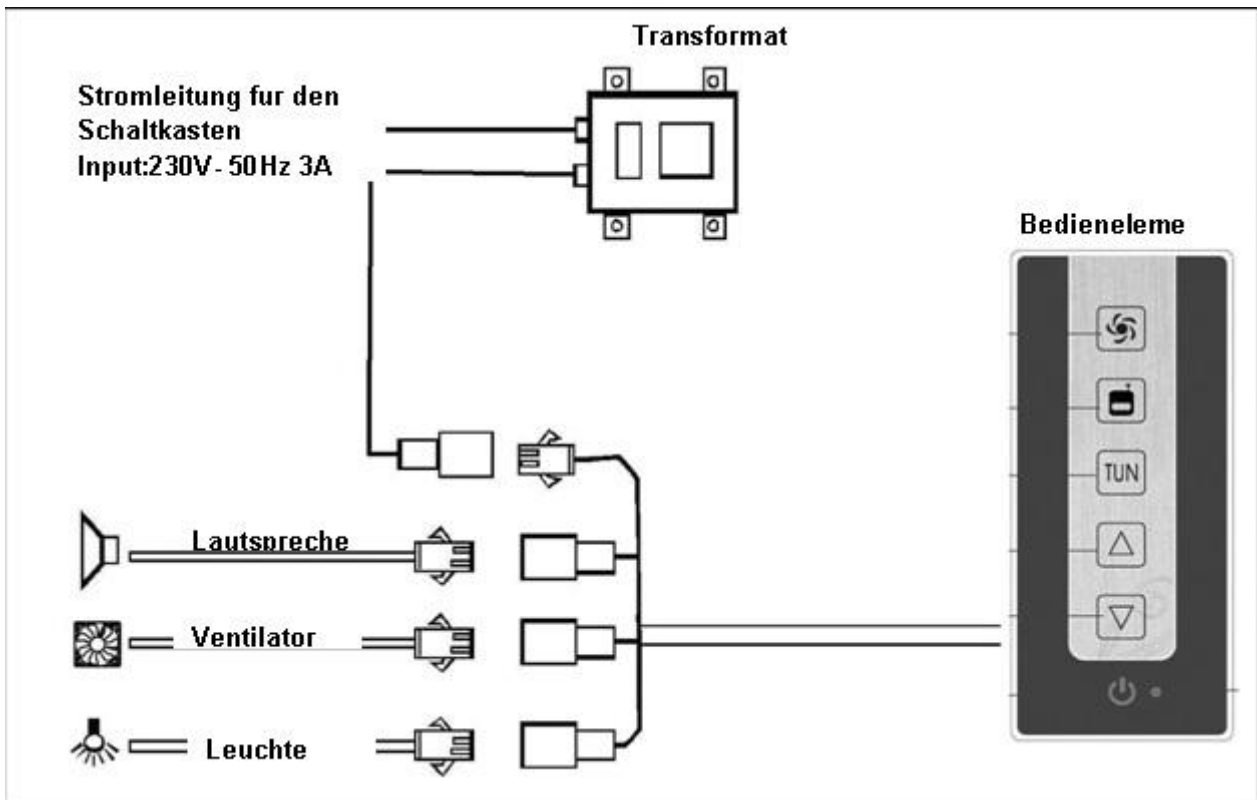 Transformat
Stromleitung fur den
Schaltkasten
Input:230V- 50Hz 3A
Bedieneleme
TUN
Lautspreche
Ventilator
Leuchte